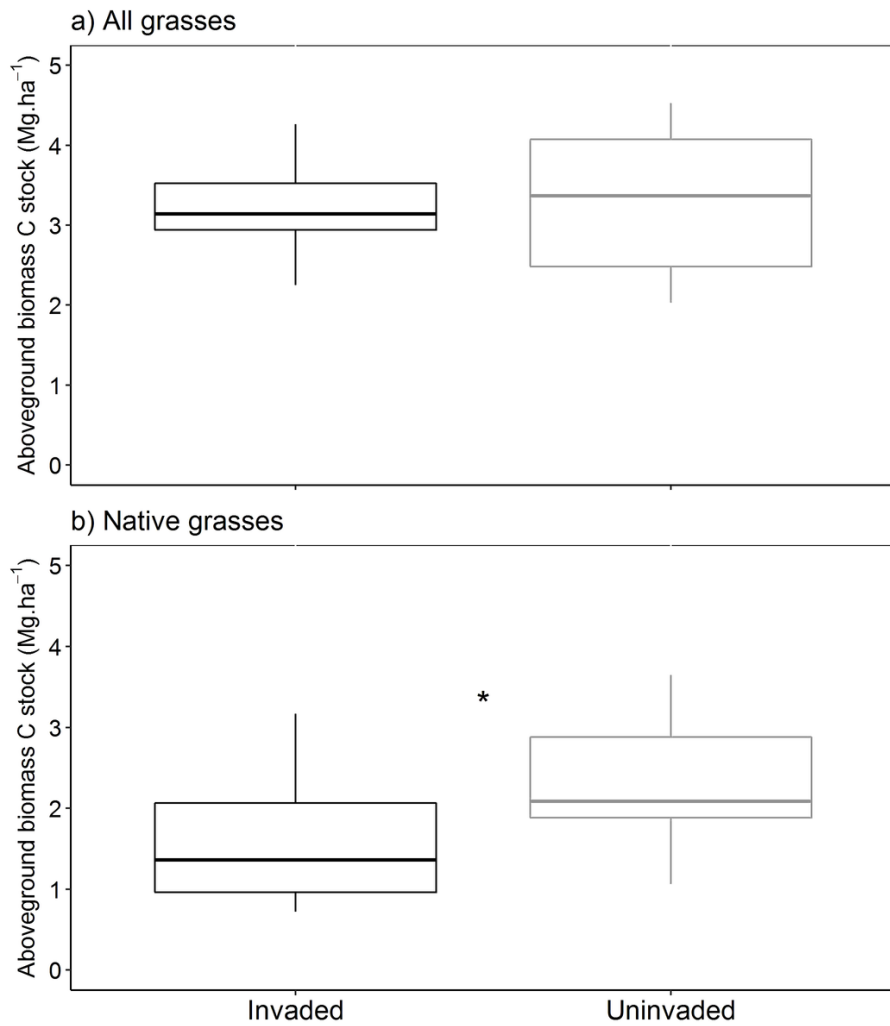 a) All grasses
Aboveground biomass C stock (Mg.ha⁻¹)
5
4
3
2
1
0
b) Native grasses
Aboveground biomass C stock (Mg.ha⁻¹)
5
4
3
2
1
0
*
Invaded Uninvaded